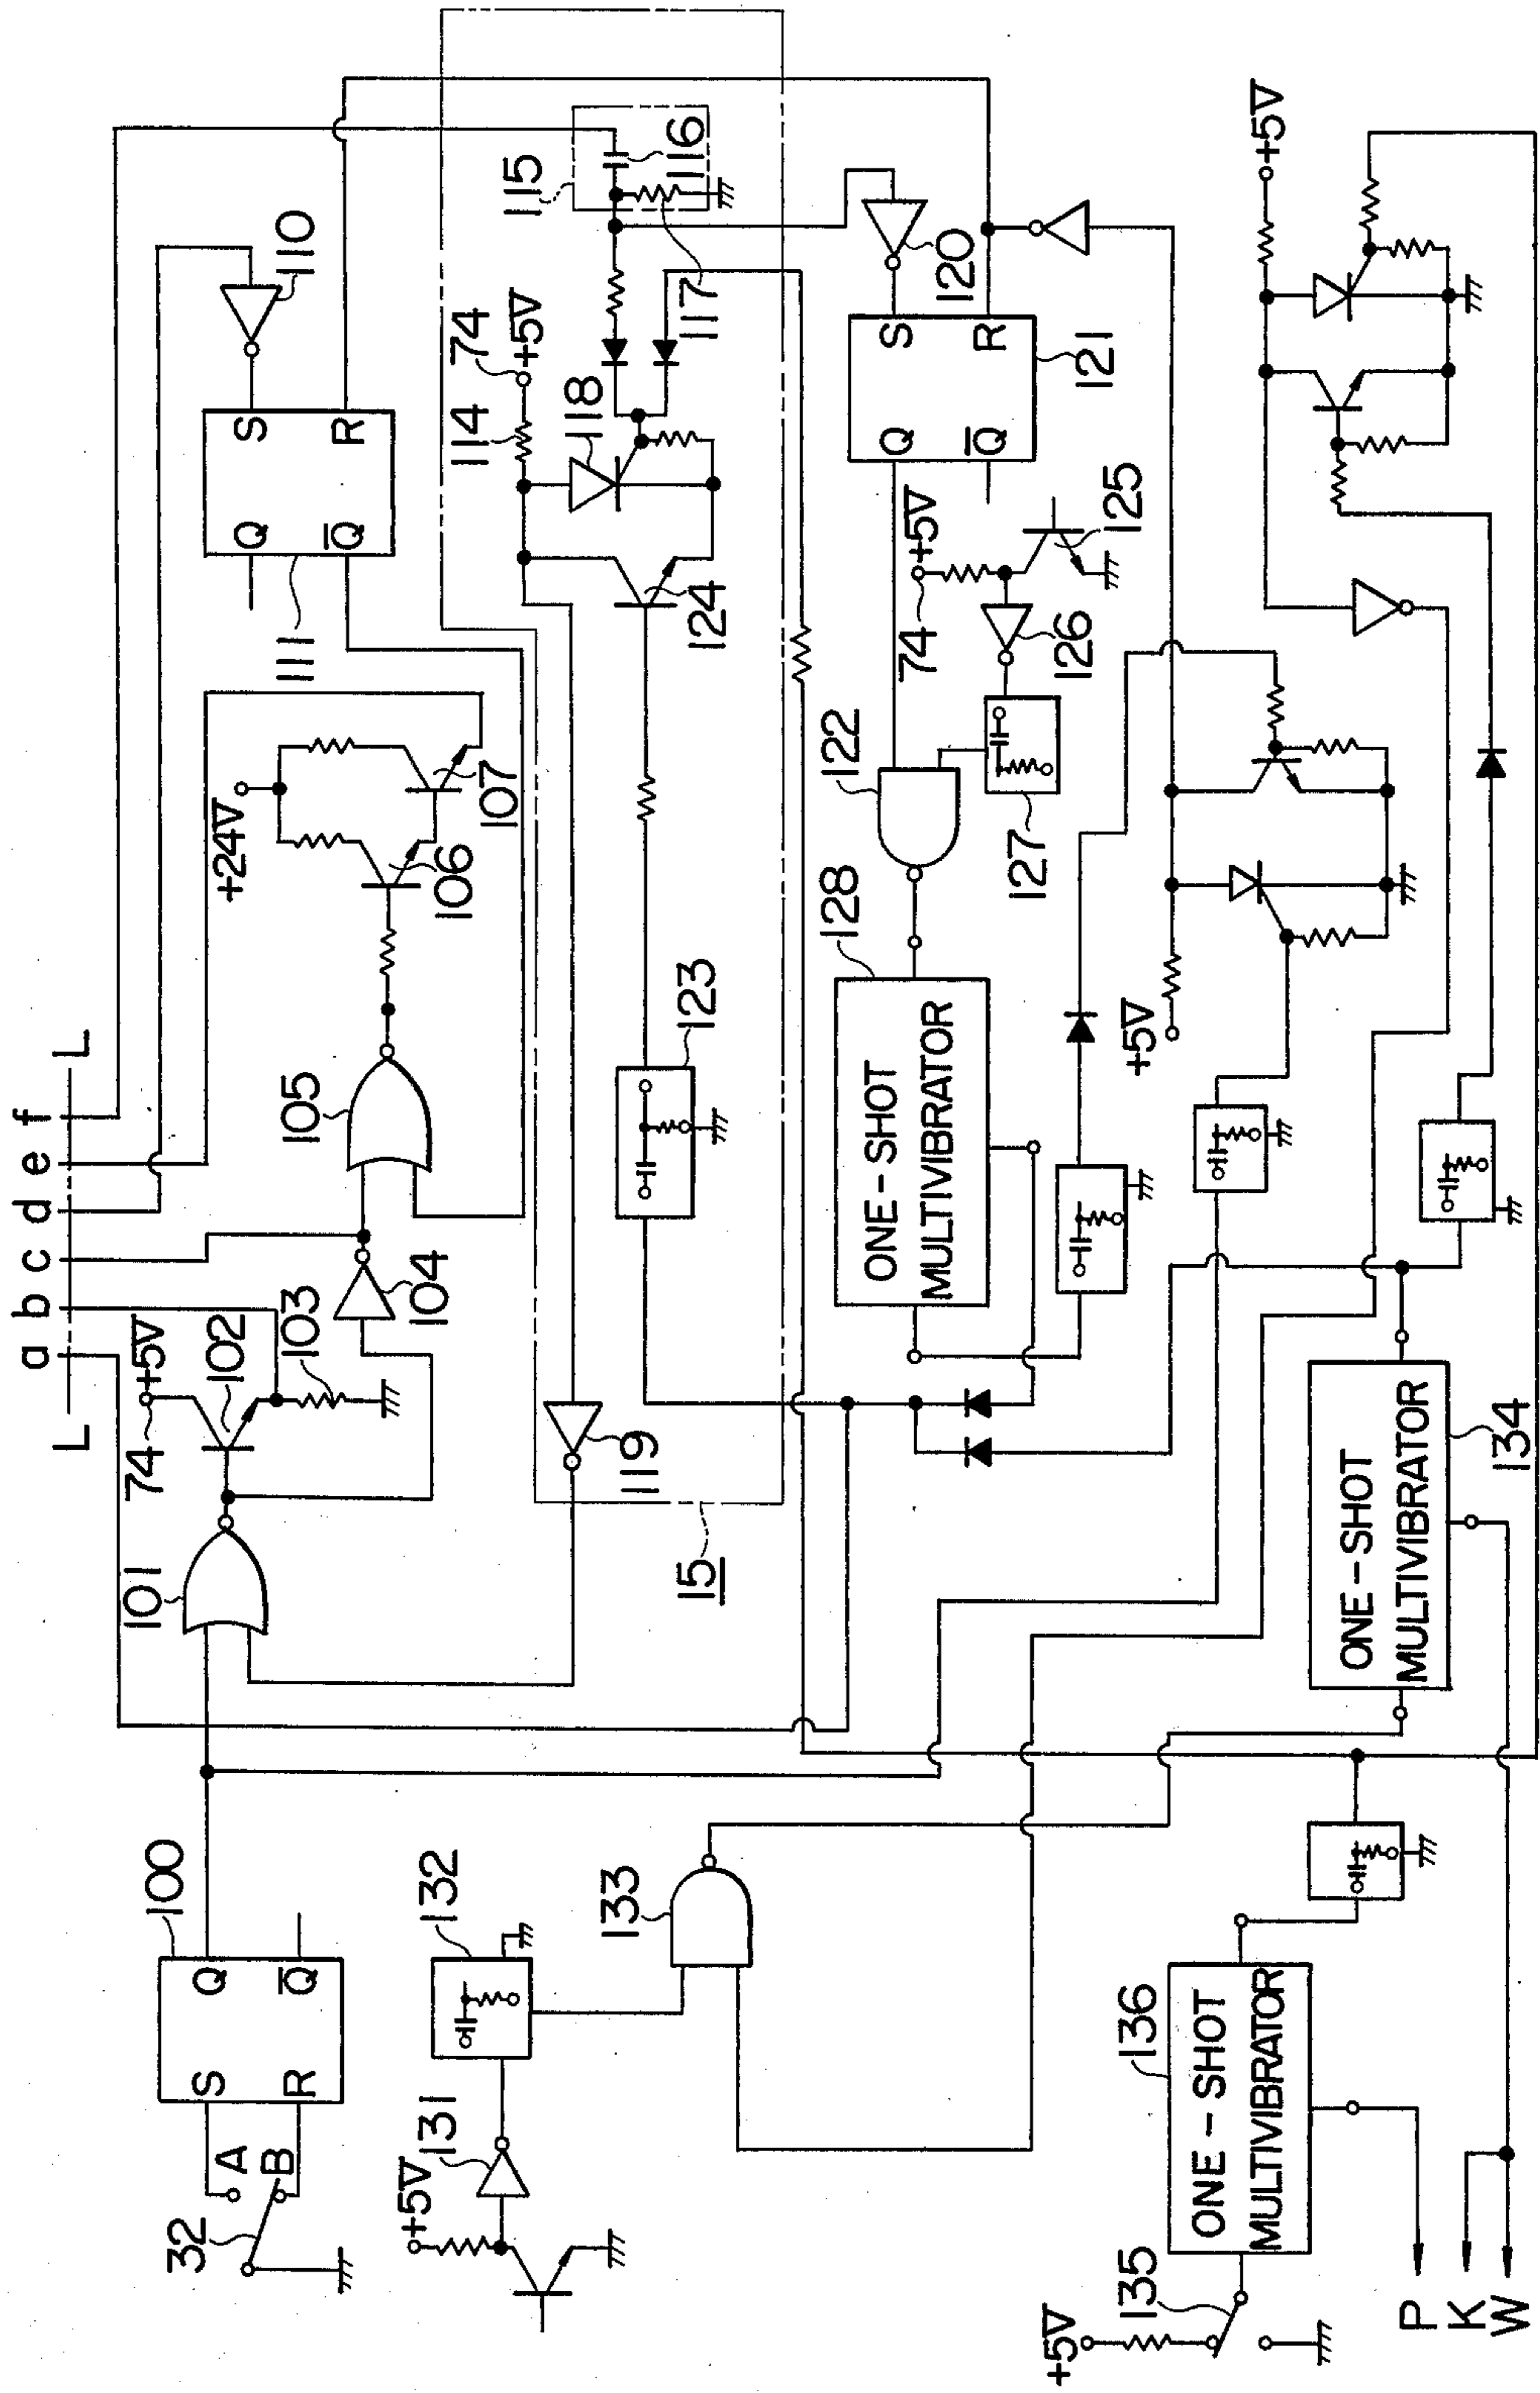 L
a
b
c
d
e
f
L
32
A
B
S
R
Q
Q̅
100
101
74
+5V
102
103
104
105
+24V
106
107
111
Q
Q̅
S
R
110
+5V
131
132
133
15
119
123
124
114
74
+5V
118
115
116
117
120
128
ONE-SHOT
MULTIVIBRATOR
122
127
126
74
+5V
125
Q
Q̅
S
R
121
+5V
+5V
134
ONE-SHOT
MULTIVIBRATOR
+5V
135
136
ONE-SHOT
MULTIVIBRATOR
P
K
W